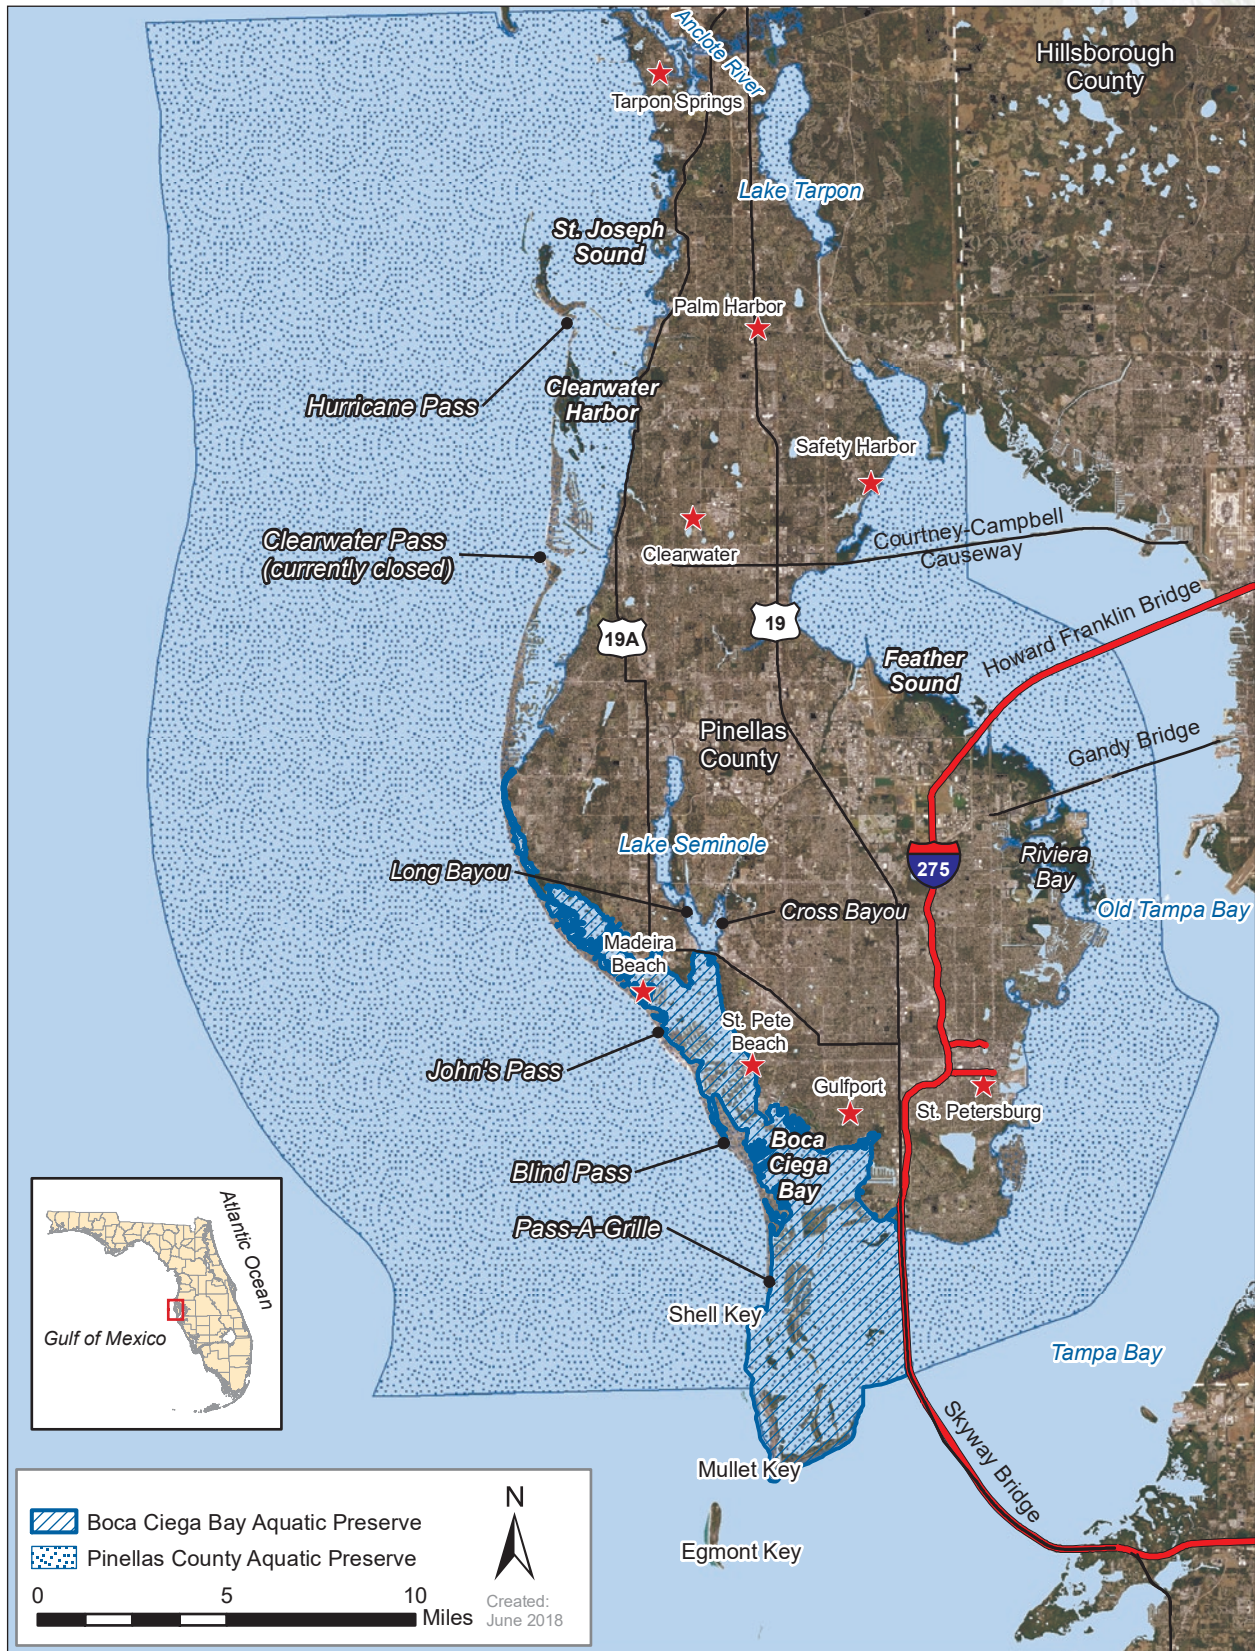 Anclote River
Hillsborough
County
Tarpon Springs
Lake Tarpon
St. Joseph
Sound
Palm Harbor
Hurricane Pass
Clearwater
Harbor
Safety Harbor
Clearwater Pass
(currently closed)
Clearwater
Courtney-Campbell
Causeway
19A
19
Howard Franklin Bridge
Feather
Sound
Pinellas
County
Gandy Bridge
Lake Seminole
275
Riviera
Bay
Long Bayou
Cross Bayou
Old Tampa Bay
Madeira
Beach
St. Pete
Beach
John's Pass
Gulfport
St. Petersburg
Boca
Ciega
Bay
Blind Pass
Pass-A-Grille
Shell Key
Atlantic Ocean
Gulf of Mexico
Tampa Bay
Skyway Bridge
Mullet Key
Egmont Key
Boca Ciega Bay Aquatic Preserve
Pinellas County Aquatic Preserve
N
0 5 10
Miles
Created:
June 2018